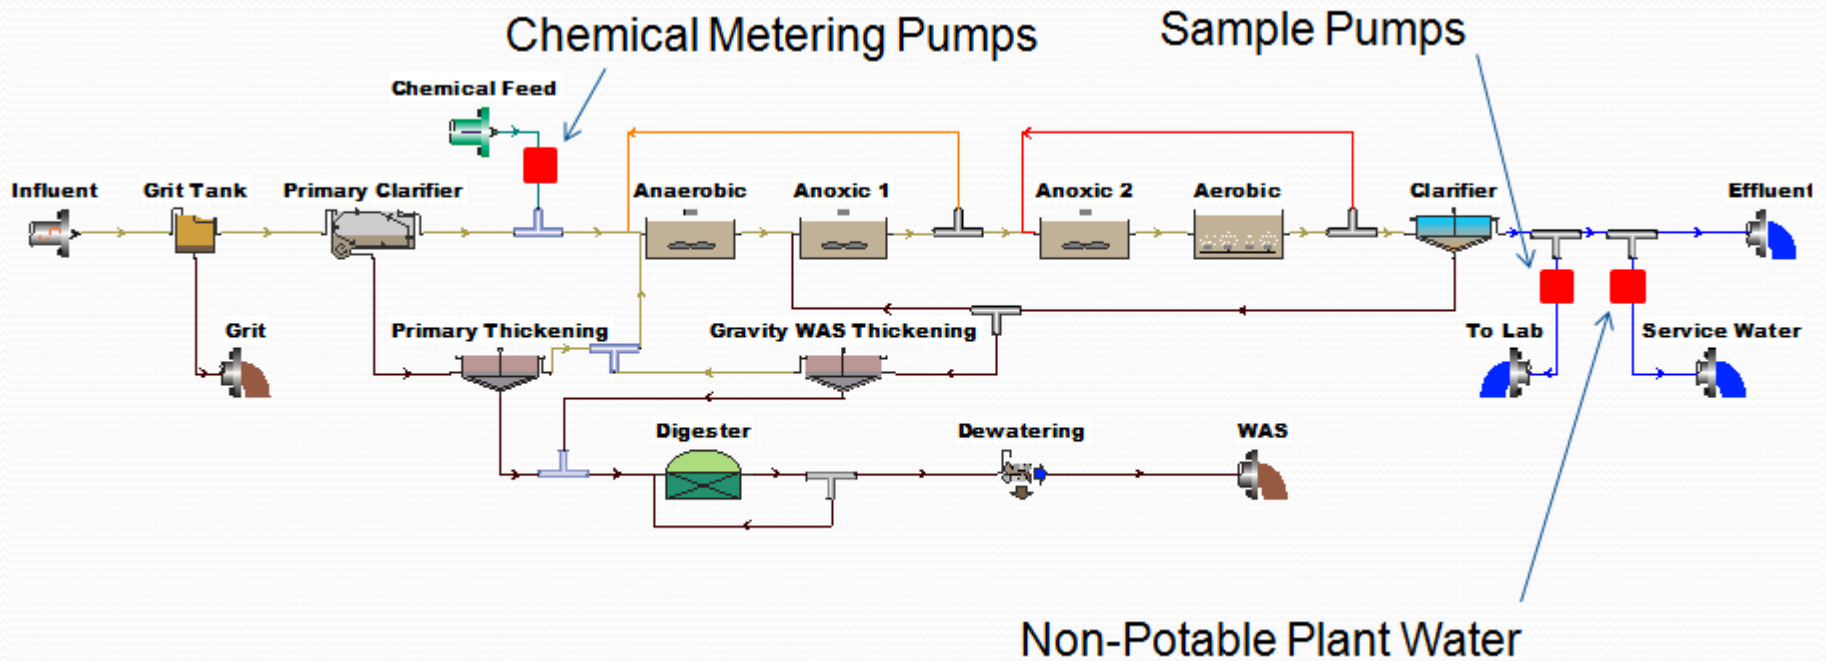 Chemical Metering Pumps
Sample Pumps
Chemical Feed
Influent
Grit Tank
Primary Clarifier
Anaerobic
Anoxic 1
Anoxic 2
Aerobic
Clarifier
Effluent
Grit
Primary Thickening
Gravity WAS Thickening
To Lab
Service Water
Digester
Dewatering
WAS
Non-Potable Plant Water